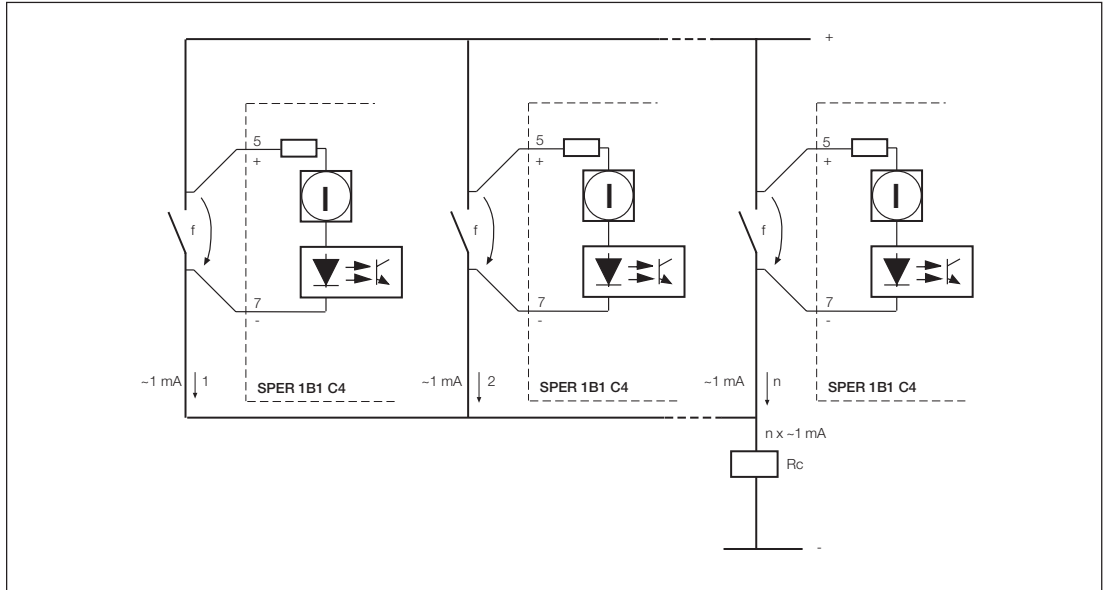 +
5
+
f
7
-
~1 mA
1
SPER 1B1 C4
5
+
f
7
-
~1 mA
2
SPER 1B1 C4
5
+
f
7
-
~1 mA
n
SPER 1B1 C4
n x ~1 mA
Rc
-